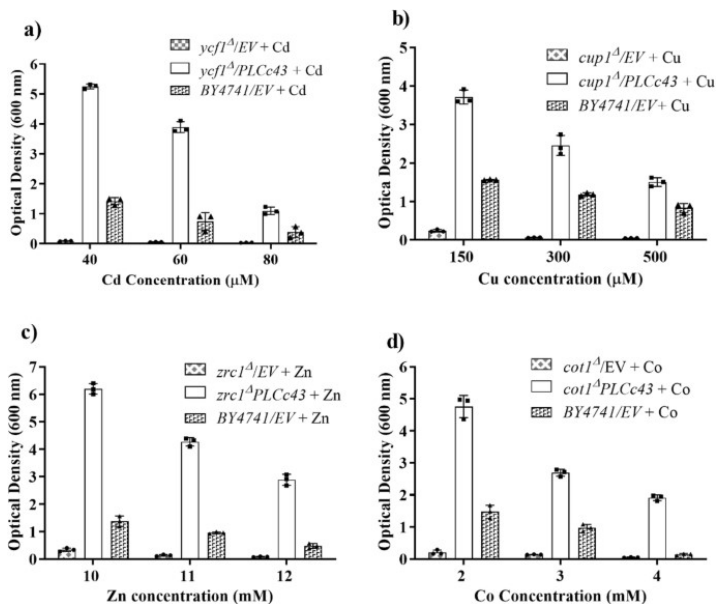 a)
ycf1Δ/EV + Cd
ycf1Δ/PLCc43 + Cd
BY4741/EV + Cd
Optical Density (600 nm)
6
5
4
3
2
1
0
40 60 80
Cd Concentration (μM)
b)
cup1Δ/EV + Cu
cup1Δ/PLCc43 + Cu
BY4741/EV + Cu
Optical Density (600 nm)
5
4
3
2
1
0
150 300 500
Cu concentration (μM)
c)
zrc1Δ/EV + Zn
zrc1ΔPLCc43 + Zn
BY4741/EV + Zn
Optical Density (600 nm)
7
6
5
4
3
2
1
0
10 11 12
Zn concentration (mM)
d)
cot1Δ/EV + Co
cot1ΔPLCc43 + Co
BY4741/EV + Co
Optical Density (600 nm)
6
5
4
3
2
1
0
2 3 4
Co Concentration (mM)